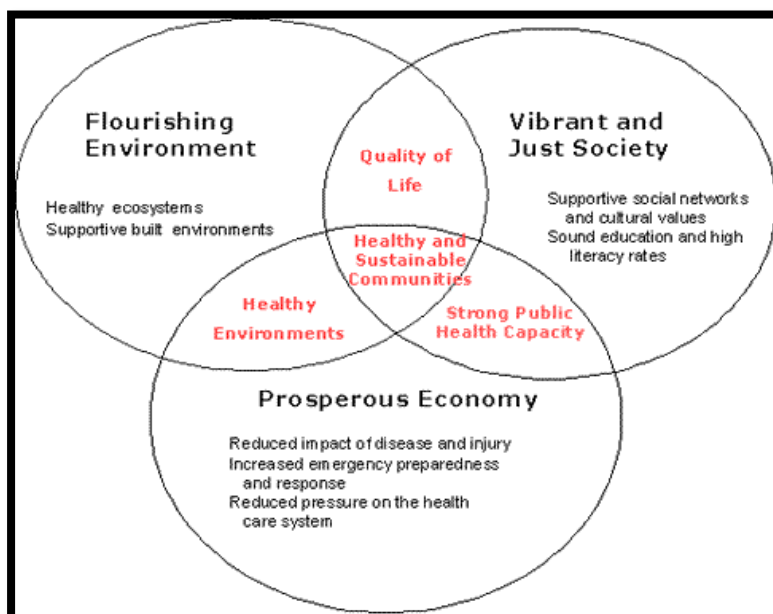 Flourishing
Environment
Healthy ecosystems
Supportive built environments
Quality of
Life
Vibrant and
Just Society
Supportive social networks
and cultural values
Sound education and high
literacy rates
Healthy and
Sustainable
Communities
Healthy
Environments
Strong Public
Health Capacity
Prosperous Economy
Reduced impact of disease and injury
Increased emergency preparedness
and response
Reduced pressure on the health
care system